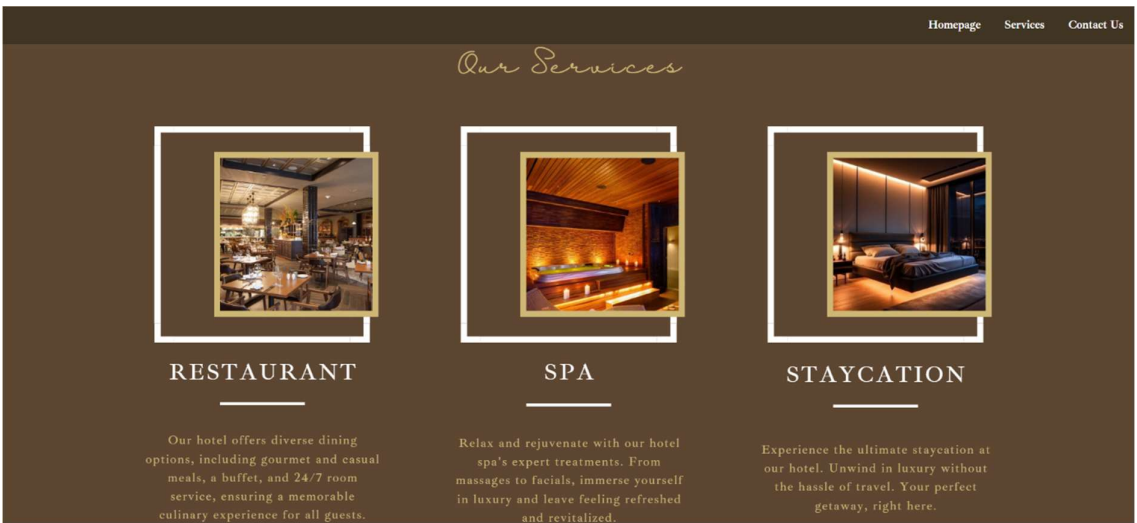 Homepage Services Contact Us
Our Services
RESTAURANT
Our hotel offers diverse dining
options, including gourmet and casual
meals, a buffet, and 24/7 room
service, ensuring a memorable
culinary experience for all guests.
SPA
Relax and rejuvenate with our hotel
spa's expert treatments. From
massages to facials, immerse yourself
in luxury and leave feeling refreshed
and revitalized.
STAYCATION
Experience the ultimate staycation at
our hotel. Unwind in luxury without
the hassle of travel. Your perfect
getaway, right here.